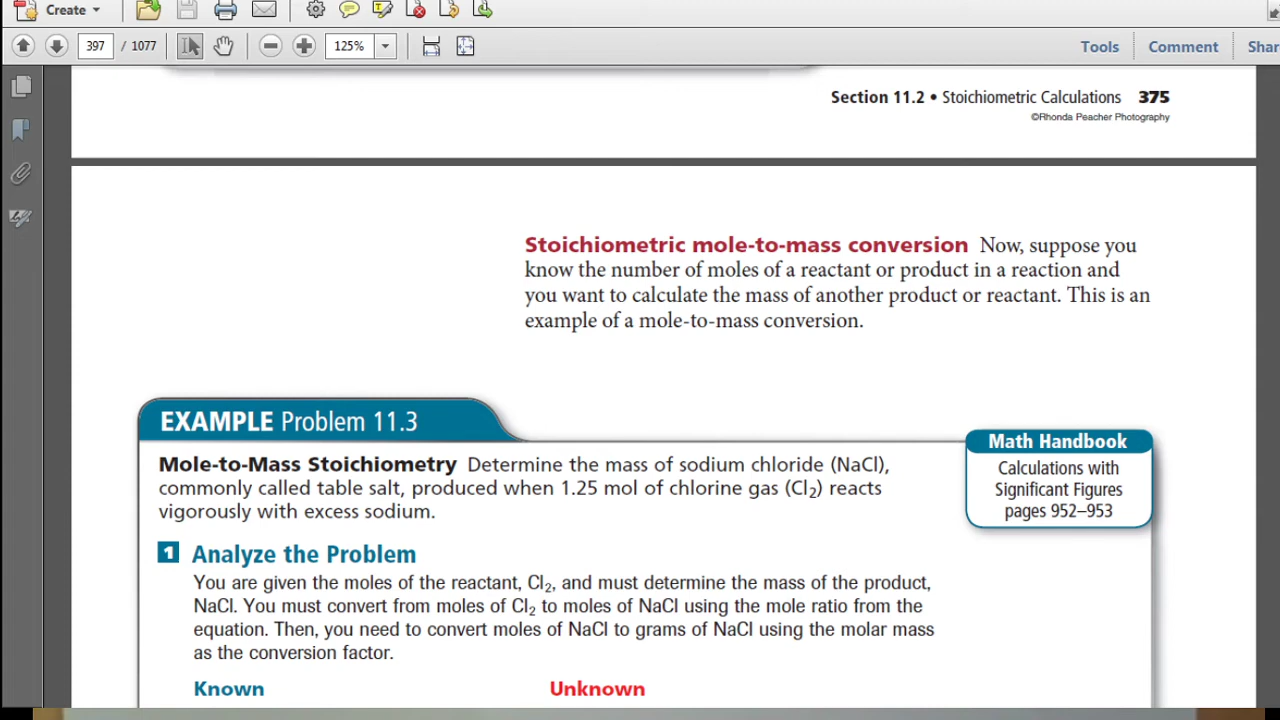 Create
397 / 1077
125%
Tools
Comment
Shar
Section 11.2 • Stoichiometric Calculations 375
©Rhonda Peacher Photography
Stoichiometric mole-to-mass conversion Now, suppose you
know the number of moles of a reactant or product in a reaction and
you want to calculate the mass of another product or reactant. This is an
example of a mole-to-mass conversion.
EXAMPLE Problem 11.3
Mole-to-Mass Stoichiometry Determine the mass of sodium chloride (NaCl),
commonly called table salt, produced when 1.25 mol of chlorine gas (Cl₂) reacts
vigorously with excess sodium.
Math Handbook
Calculations with
Significant Figures
pages 952–953
1 Analyze the Problem
You are given the moles of the reactant, Cl₂, and must determine the mass of the product,
NaCl. You must convert from moles of Cl₂ to moles of NaCl using the mole ratio from the
equation. Then, you need to convert moles of NaCl to grams of NaCl using the molar mass
as the conversion factor.
Known
Unknown